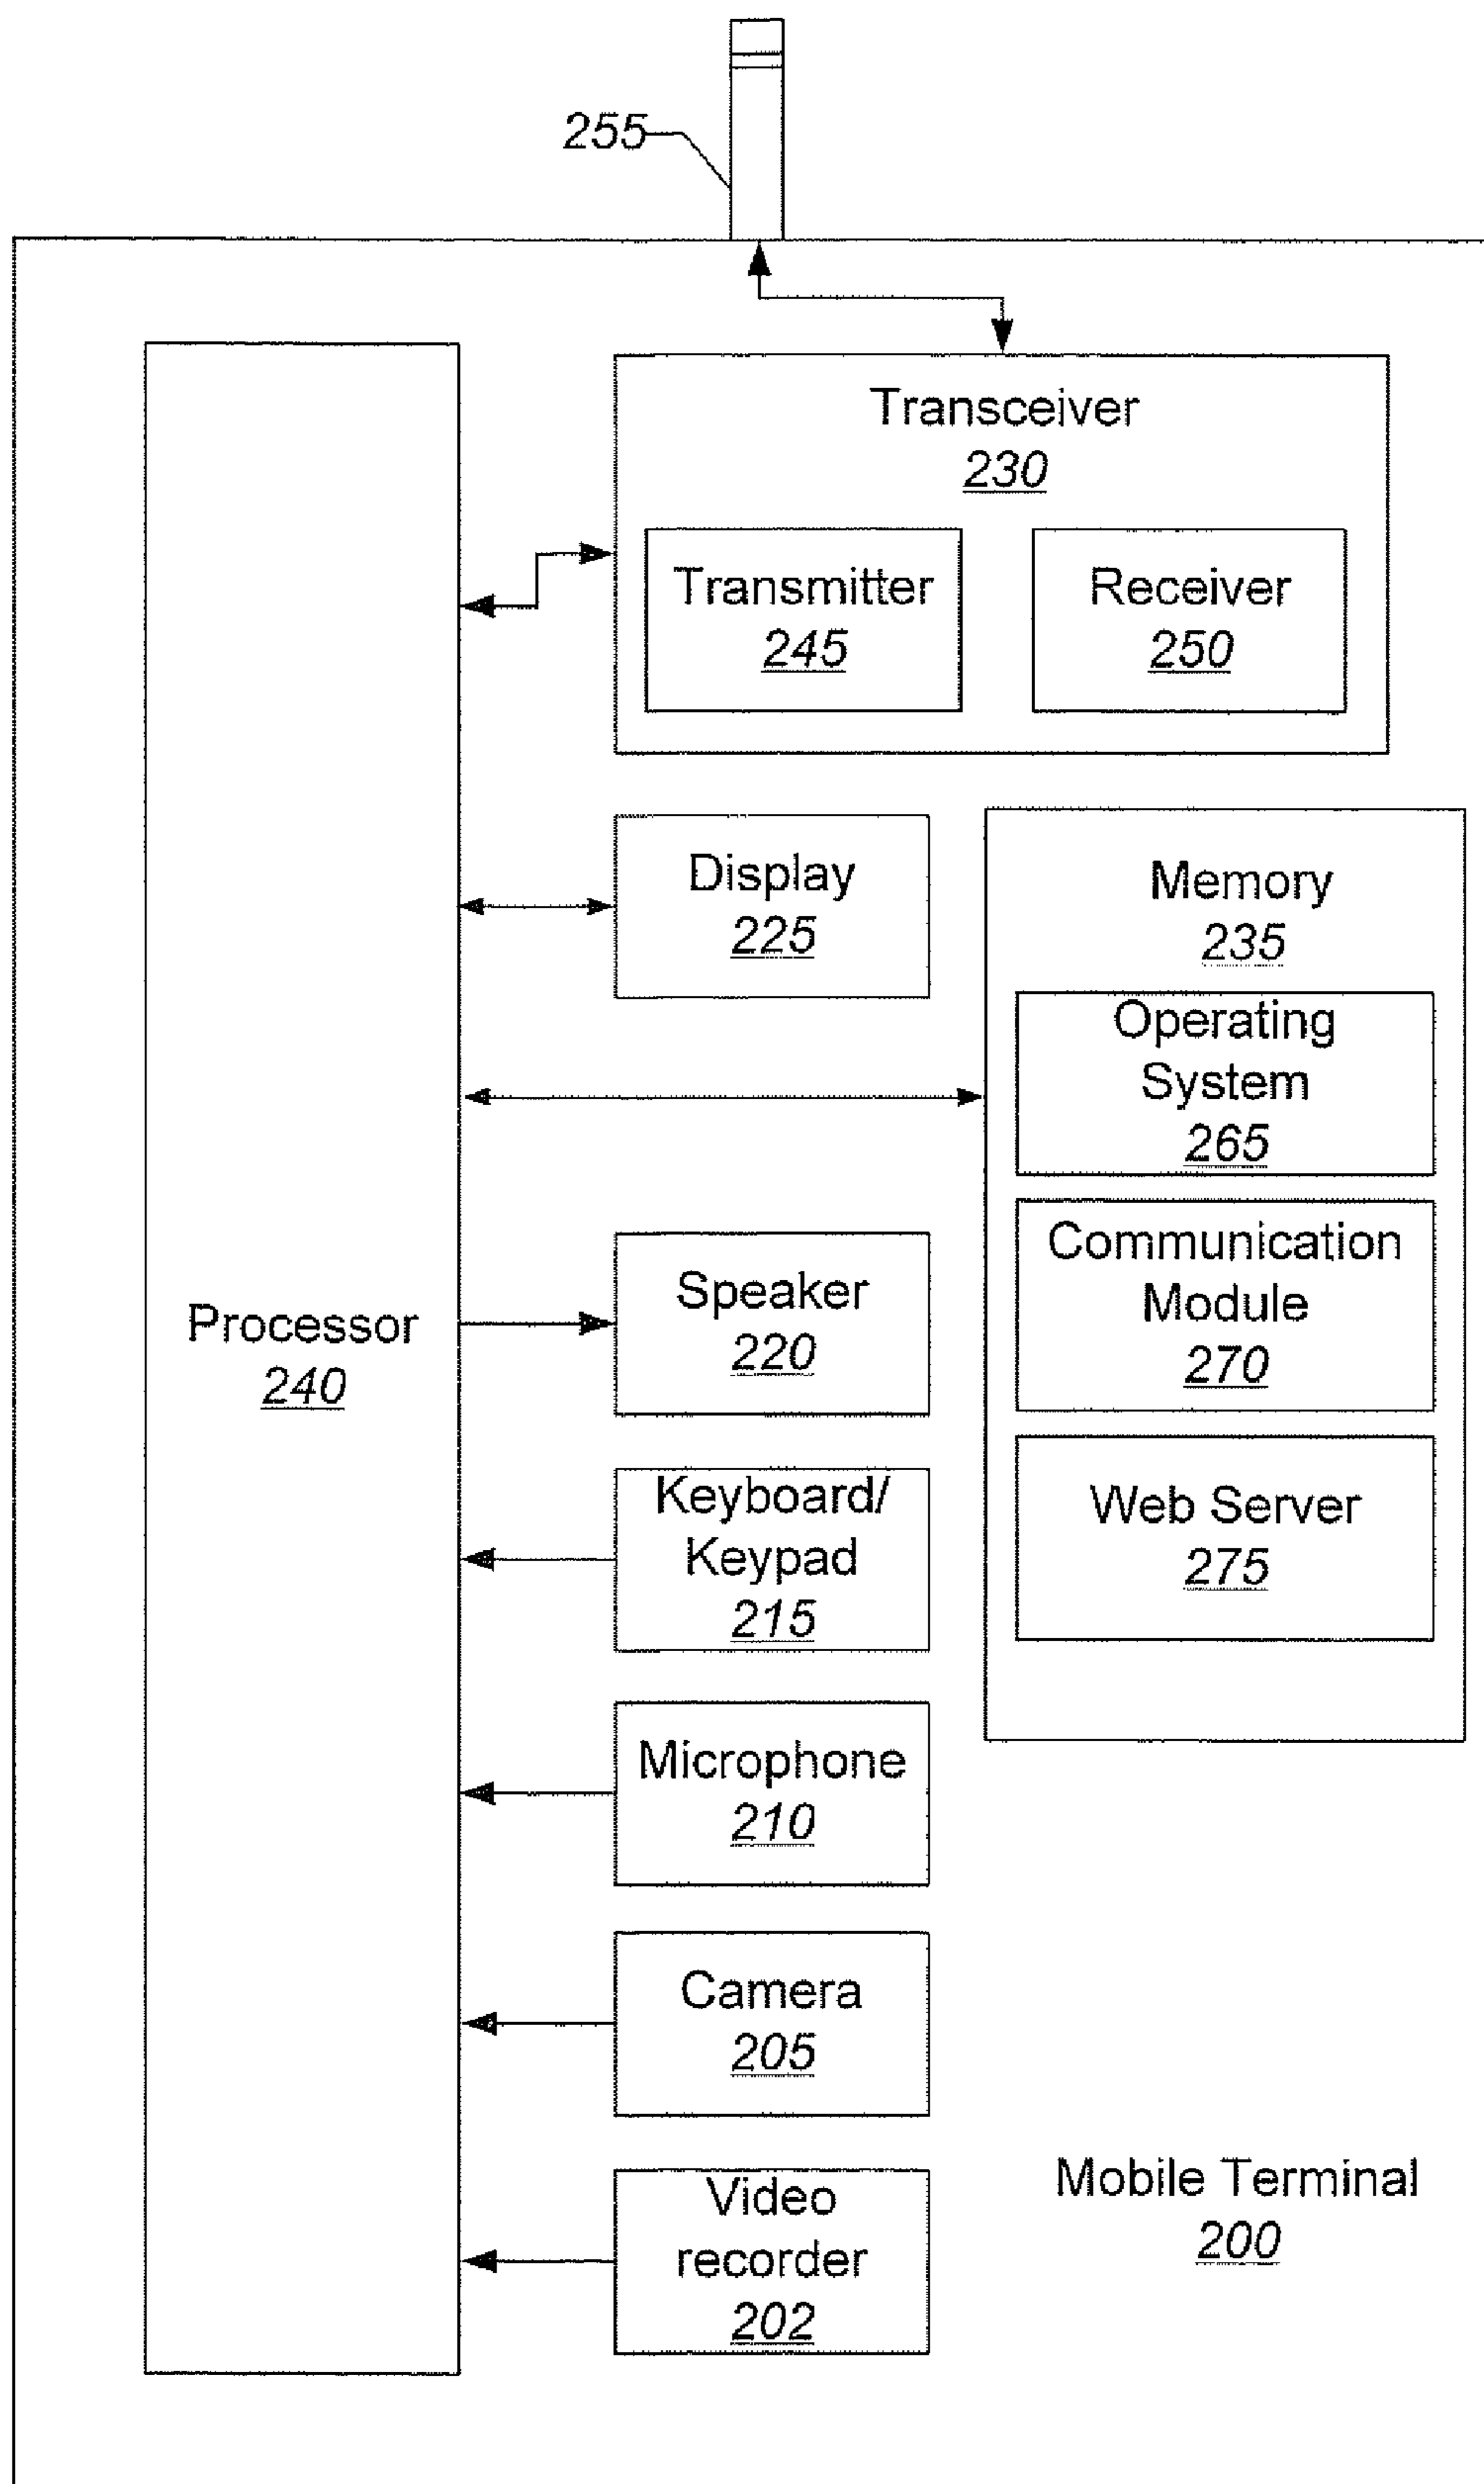 255
Transceiver
230
Transmitter
245
Receiver
250
Display
225
Memory
235
Operating
System
265
Communication
Module
270
Web Server
275
Processor
240
Speaker
220
Keyboard/
Keypad
215
Microphone
210
Camera
205
Video
recorder
202
Mobile Terminal
200